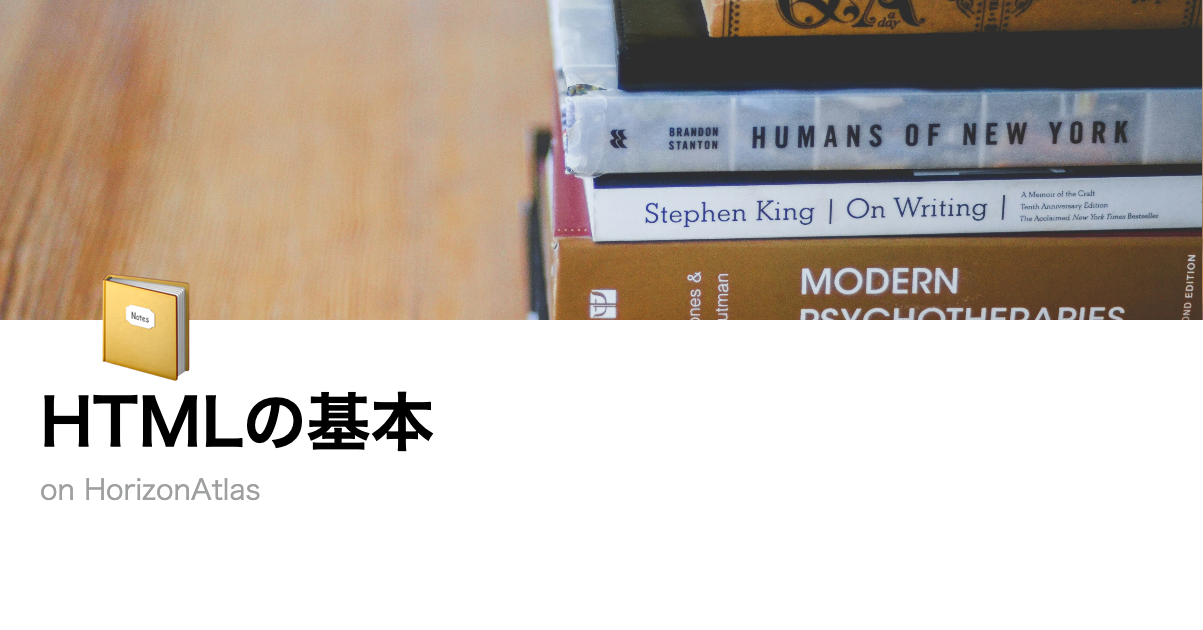 Q&A
a
day
BRANDON
STANTON
HUMANS OF NEW YORK
Stephen King | On Writing |
A Memoir of the Craft
Tenth Anniversary Edition
The Acclaimed New York Times Bestseller
ones &
utman
MODERN
PSYCHOTHERAPIES
OND EDITION
Notes
HTMLの基本
on HorizonAtlas